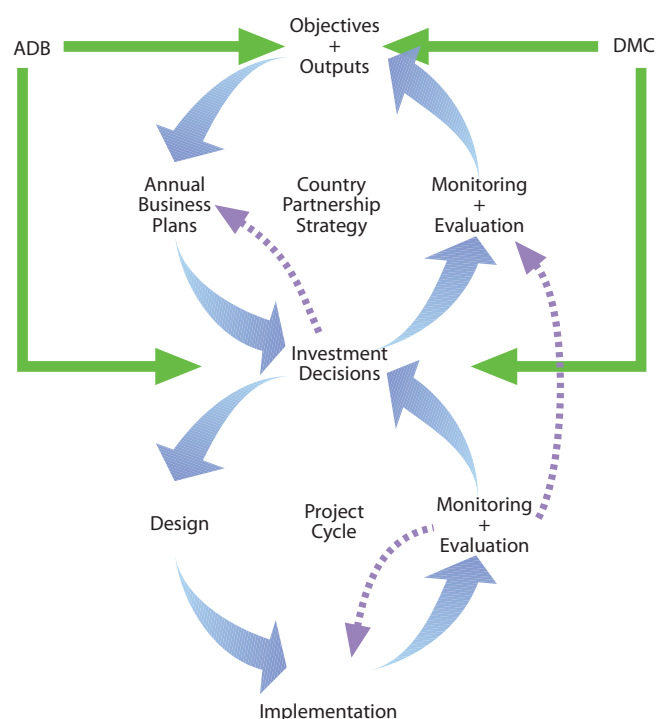 Objectives
+
Outputs
ADB
DMC
Annual
Business
Plans
Country
Partnership
Strategy
Monitoring
+
Evaluation
Investment
Decisions
Design
Project
Cycle
Monitoring
+
Evaluation
Implementation